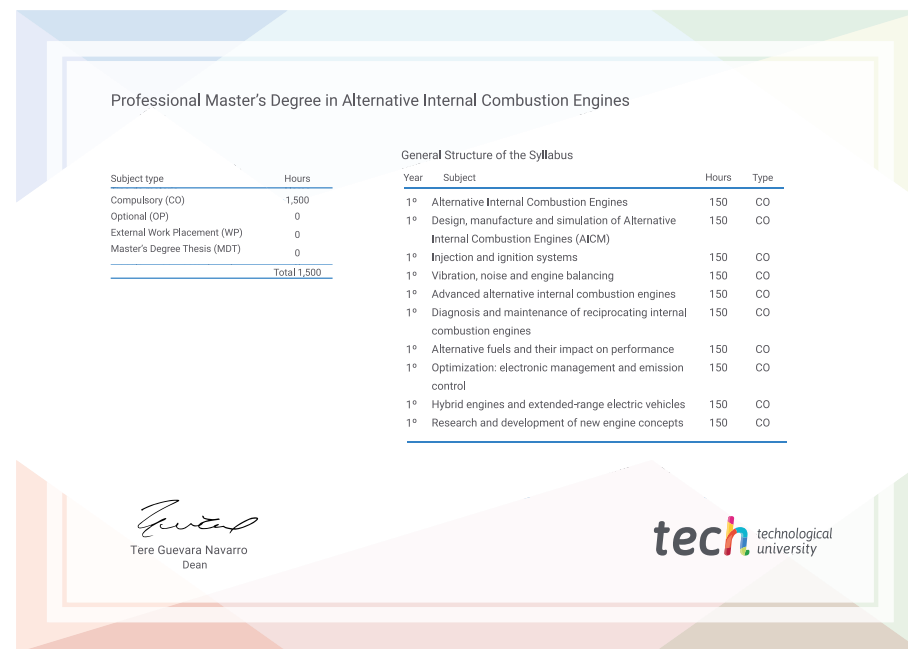 Professional Master's Degree in Alternative Internal Combustion Engines
General Structure of the Syllabus
Subject type Hours
Compulsory (CO) 1,500
Optional (OP) 0
External Work Placement (WP) 0
Master's Degree Thesis (MDT) 0
Total 1,500
Year Subject Hours Type
1º Alternative Internal Combustion Engines 150 CO
1º Design, manufacture and simulation of Alternative 150 CO
Internal Combustion Engines (AICM)
1º Injection and ignition systems 150 CO
1º Vibration, noise and engine balancing 150 CO
1º Advanced alternative internal combustion engines 150 CO
1º Diagnosis and maintenance of reciprocating internal 150 CO
combustion engines
1º Alternative fuels and their impact on performance 150 CO
1º Optimization: electronic management and emission 150 CO
control
1º Hybrid engines and extended-range electric vehicles 150 CO
1º Research and development of new engine concepts 150 CO
Tere Guevara Navarro
Dean
tech technological
university